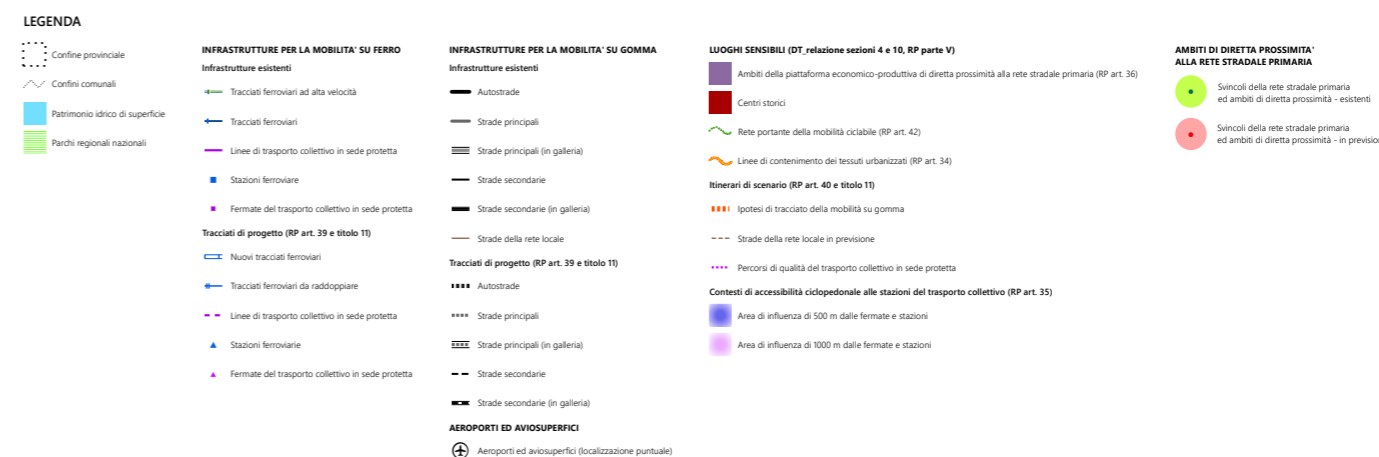 LEGENDA
Confine provinciale
Confini comunali
Patrimonio idrico di superficie
Parchi regionali nazionali
INFRASTRUTTURE PER LA MOBILITA' SU FERRO
Infrastrutture esistenti
Tracciati ferroviari ad alta velocità
Tracciati ferroviari
Linee di trasporto collettivo in sede protetta
Stazioni ferroviare
Fermate del trasporto collettivo in sede protetta
Tracciati di progetto (RP art. 39 e titolo 11)
Nuovi tracciati ferroviari
Tracciati ferroviari da raddoppiare
Linee di trasporto collettivo in sede protetta
Stazioni ferroviarie
Fermate del trasporto collettivo in sede protetta
INFRASTRUTTURE PER LA MOBILITA' SU GOMMA
Infrastrutture esistenti
Autostrade
Strade principali
Strade principali (in galleria)
Strade secondarie
Strade secondarie (in galleria)
Strade della rete locale
Tracciati di progetto (RP art. 39 e titolo 11)
Autostrade
Strade principali
Strade principali (in galleria)
Strade secondarie
Strade secondarie (in galleria)
AEROPORTI ED AVIOSUPERFICI
Aeroporti ed aviosuperfici (localizzazione puntuale)
LUOGHI SENSIBILI (DT_relazione sezioni 4 e 10, RP parte V)
Ambiti della piattaforma economico-produttiva di diretta prossimità alla rete stradale primaria (RP art. 36)
Centri storici
Rete portante della mobilità ciclabile (RP art. 42)
Linee di contenimento dei tessuti urbanizzati (RP art. 34)
Itinerari di scenario (RP art. 40 e titolo 11)
Ipotesi di tracciato della mobilità su gomma
Strade della rete locale in previsione
Percorsi di qualità del trasporto collettivo in sede protetta
Contesti di accessibilità ciclopedonale alle stazioni del trasporto collettivo (RP art. 35)
Area di influenza di 500 m dalle fermate e stazioni
Area di influenza di 1000 m dalle fermate e stazioni
AMBITI DI DIRETTA PROSSIMITA'
ALLA RETE STRADALE PRIMARIA
Svincoli della rete stradale primaria
ed ambiti di diretta prossimità - esistenti
Svincoli della rete stradale primaria
ed ambiti di diretta prossimità - in previsio